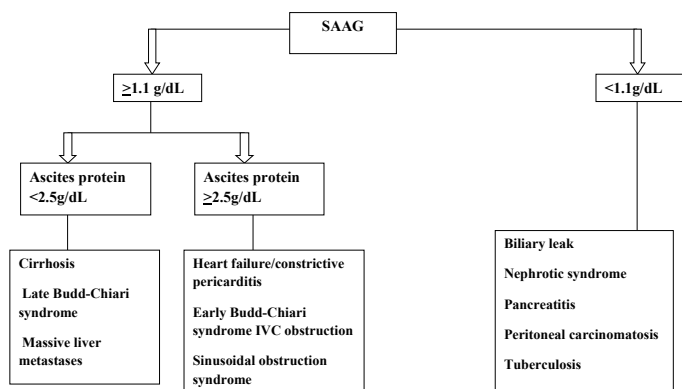 SAAG
≥1.1 g/dL
<1.1g/dL
Ascites protein
<2.5g/dL
Ascites protein
≥2.5g/dL
Cirrhosis
Late Budd-Chiari
syndrome
Massive liver
metastases
Heart failure/constrictive
pericarditis
Early Budd-Chiari
syndrome IVC obstruction
Sinusoidal obstruction
syndrome
Biliary leak
Nephrotic syndrome
Pancreatitis
Peritoneal carcinomatosis
Tuberculosis